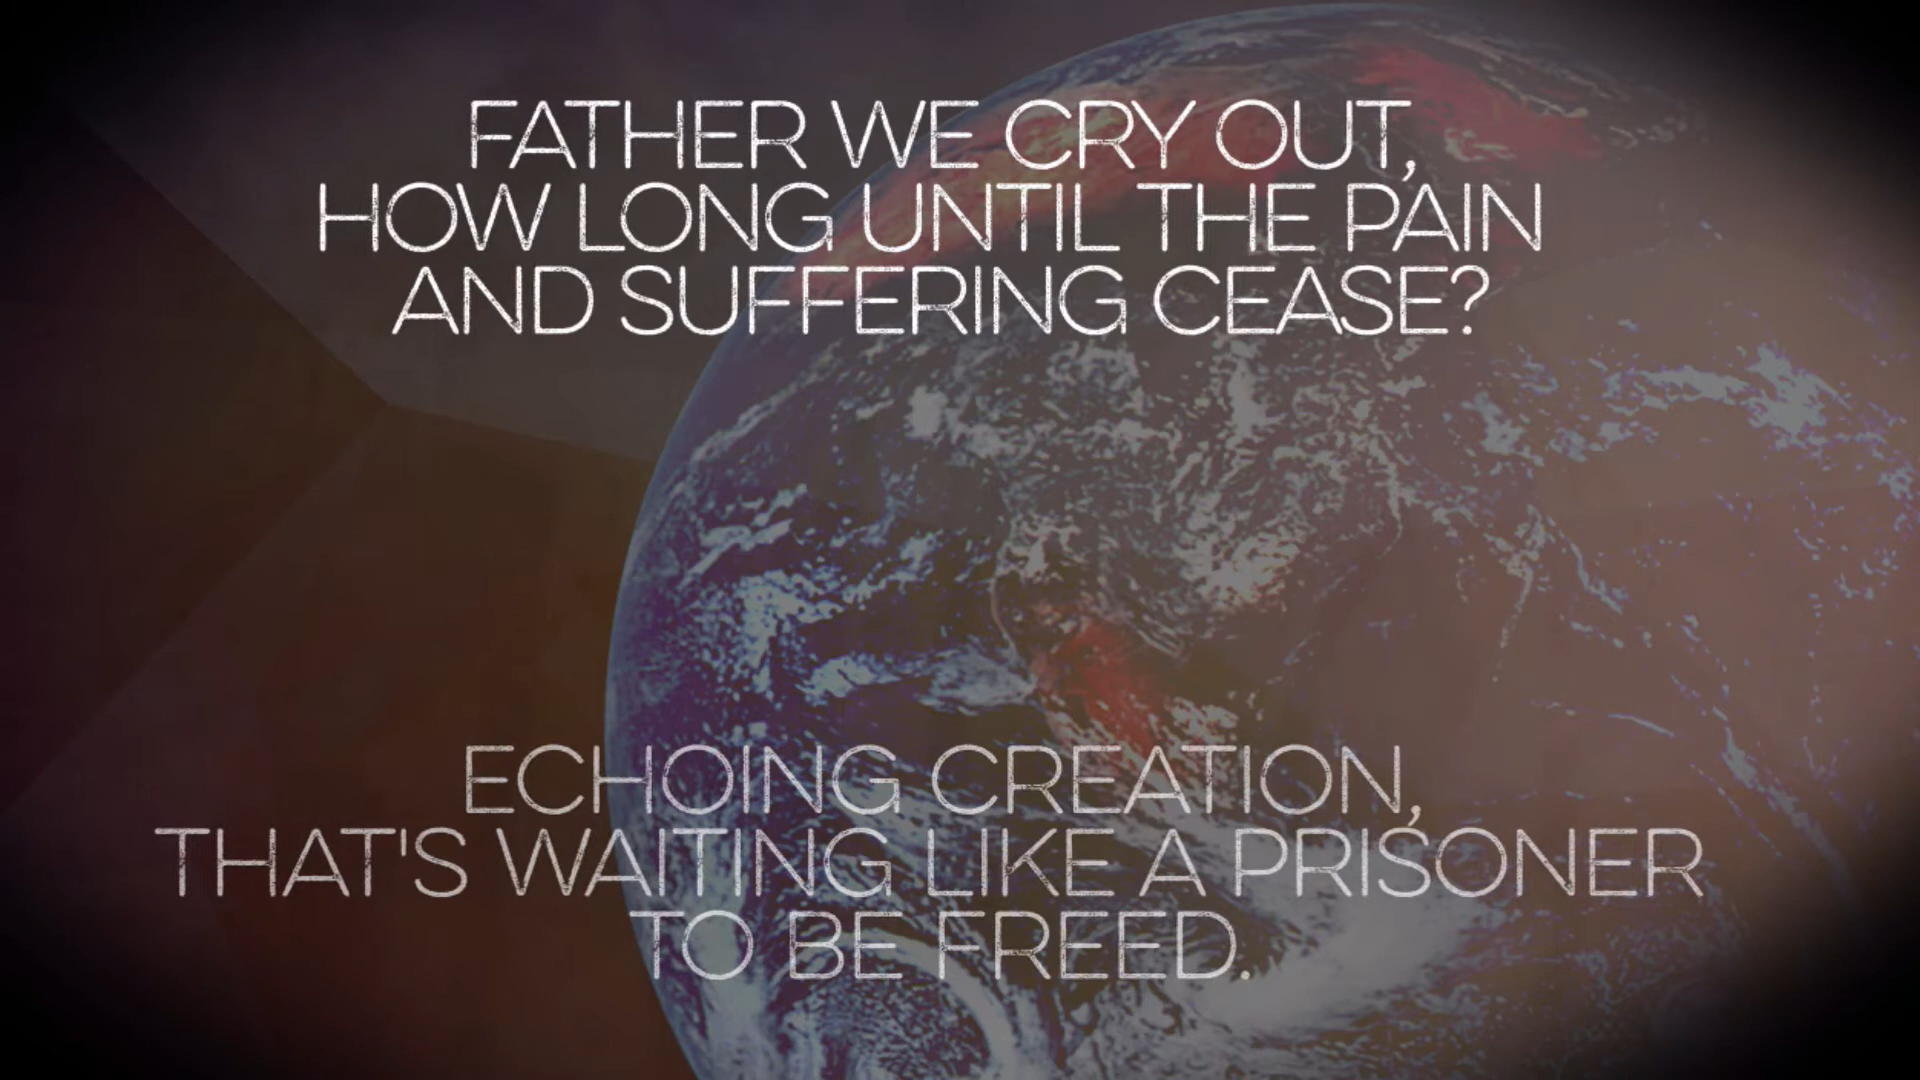 FATHER WE CRY OUT,
HOW LONG UNTIL THE PAIN
AND SUFFERING CEASE?
ECHOING CREATION,
THAT'S WAITING LIKE A PRISONER
TO BE FREED.